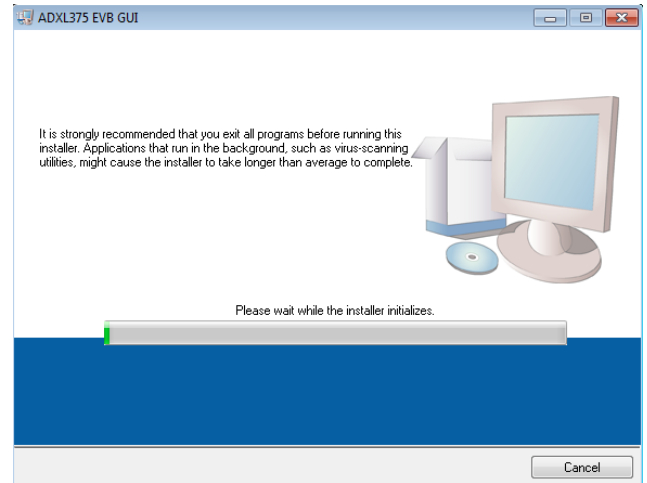 ADXL375 EVB GUI
It is strongly recommended that you exit all programs before running this
installer. Applications that run in the background, such as virus-scanning
utilities, might cause the installer to take longer than average to complete.
Please wait while the installer initializes.
Cancel